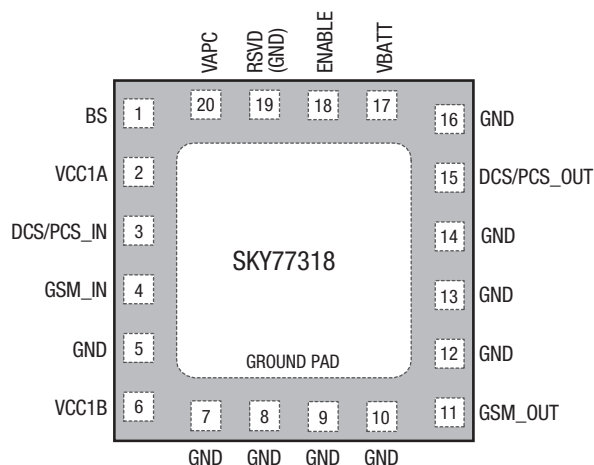 VAPC
RSVD
(GND)
ENABLE
VBATT
20
19
18
17
BS 1
VCC1A 2
DCS/PCS_IN 3
GSM_IN 4
GND 5
VCC1B 6
16 GND
15 DCS/PCS_OUT
14 GND
13 GND
12 GND
11 GSM_OUT
SKY77318
GROUND PAD
7
8
9
10
GND
GND
GND
GND